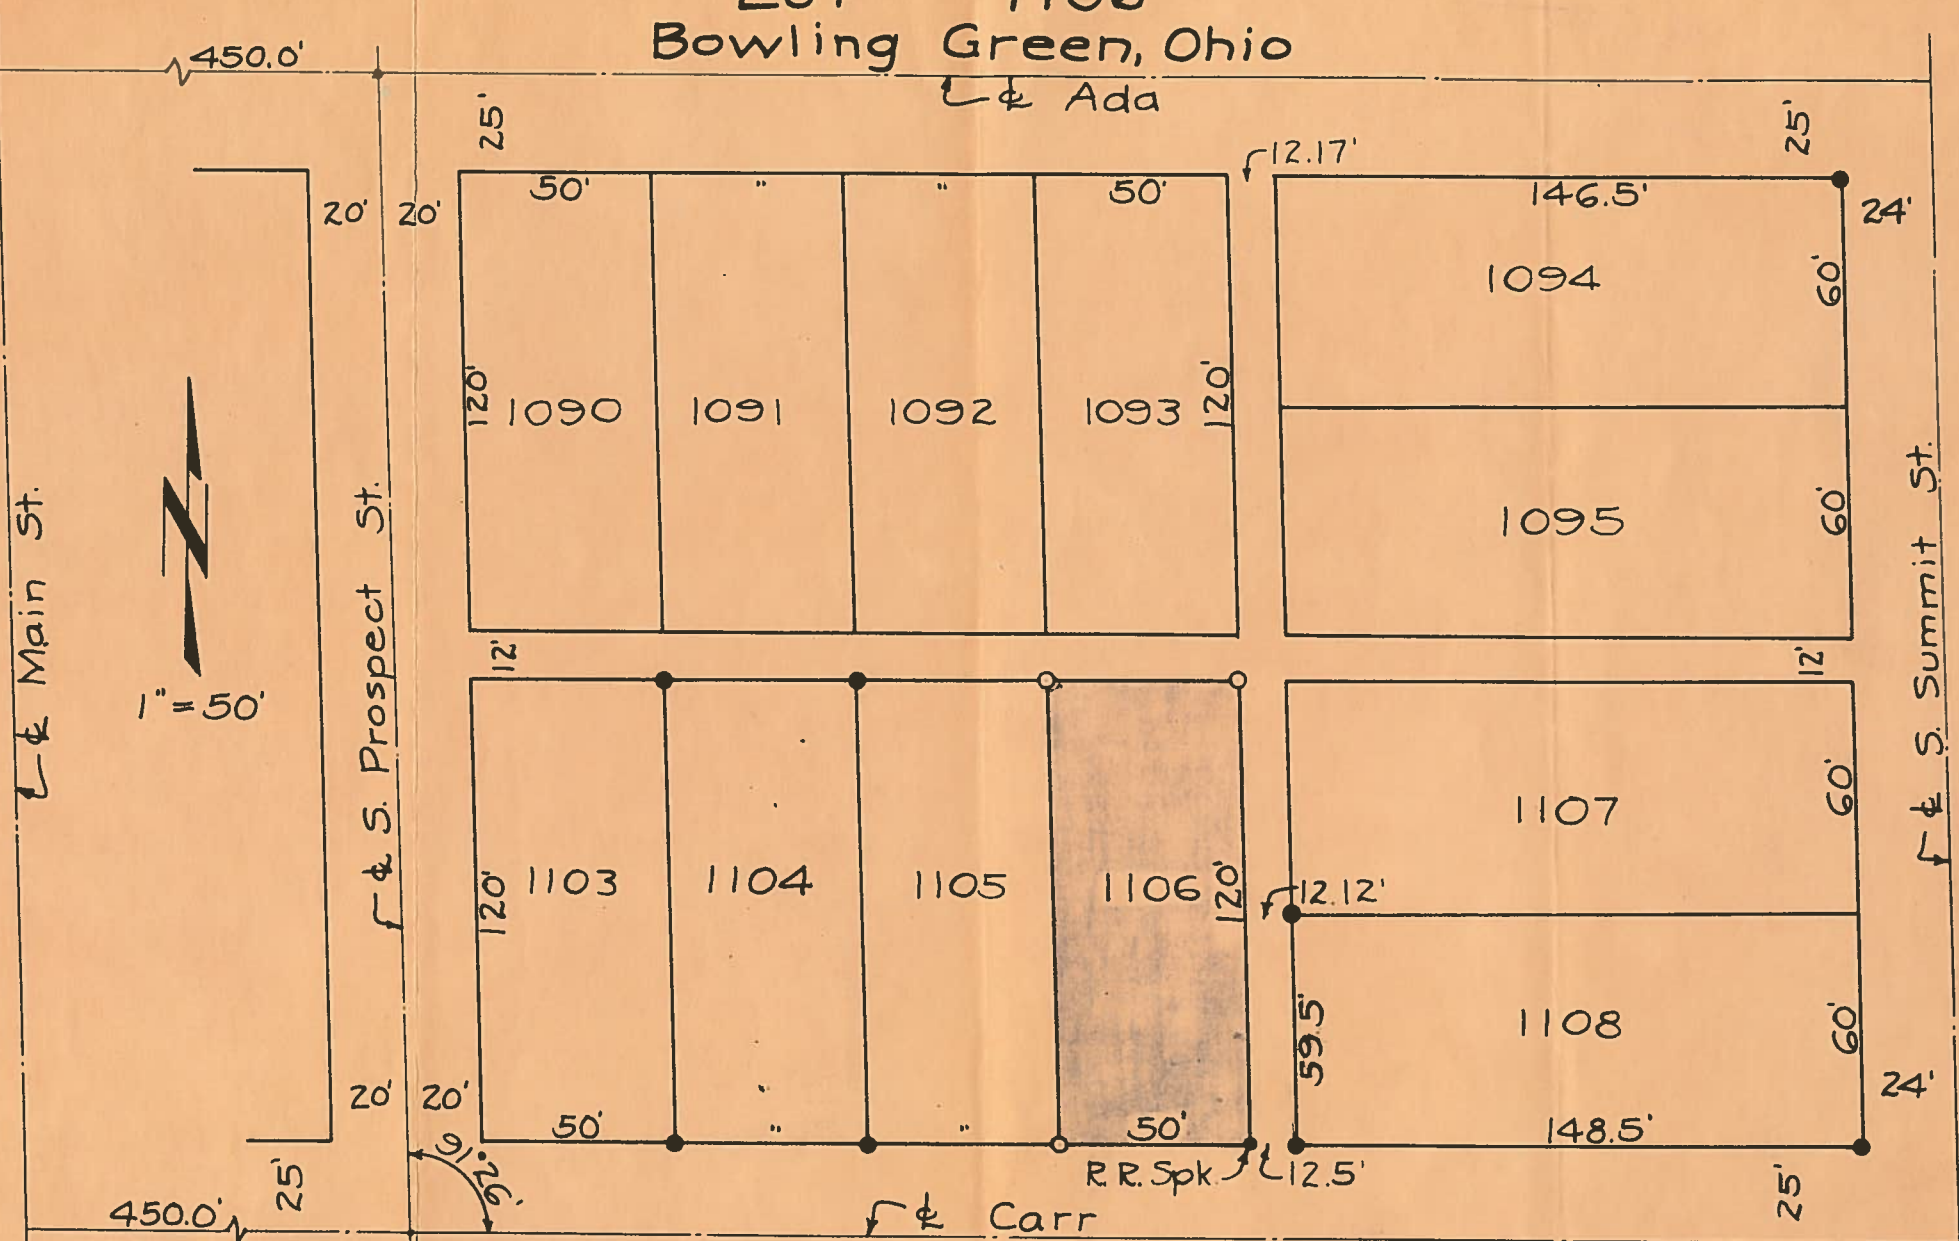 Lot 1106
Bowling Green, Ohio
450.0'
℄ Ada
25'
25'
12.17'
50' " " 50'
146.5'
20' 20'
24'
1094
60'
120'
1090 1091 1092 1093
120'
1095
60'
℄ Main St.
N
1" = 50'
℄ S. Prospect St.
℄ S. Summit St.
12'
12'
1107
60'
120'
1103 1104 1105 1106
120'
12.12'
59.5'
1108
60'
20' 20'
24'
50' " " 50'
148.5'
R.R. Spk.
12.5'
91°26'
25'
25'
450.0'
℄ Carr